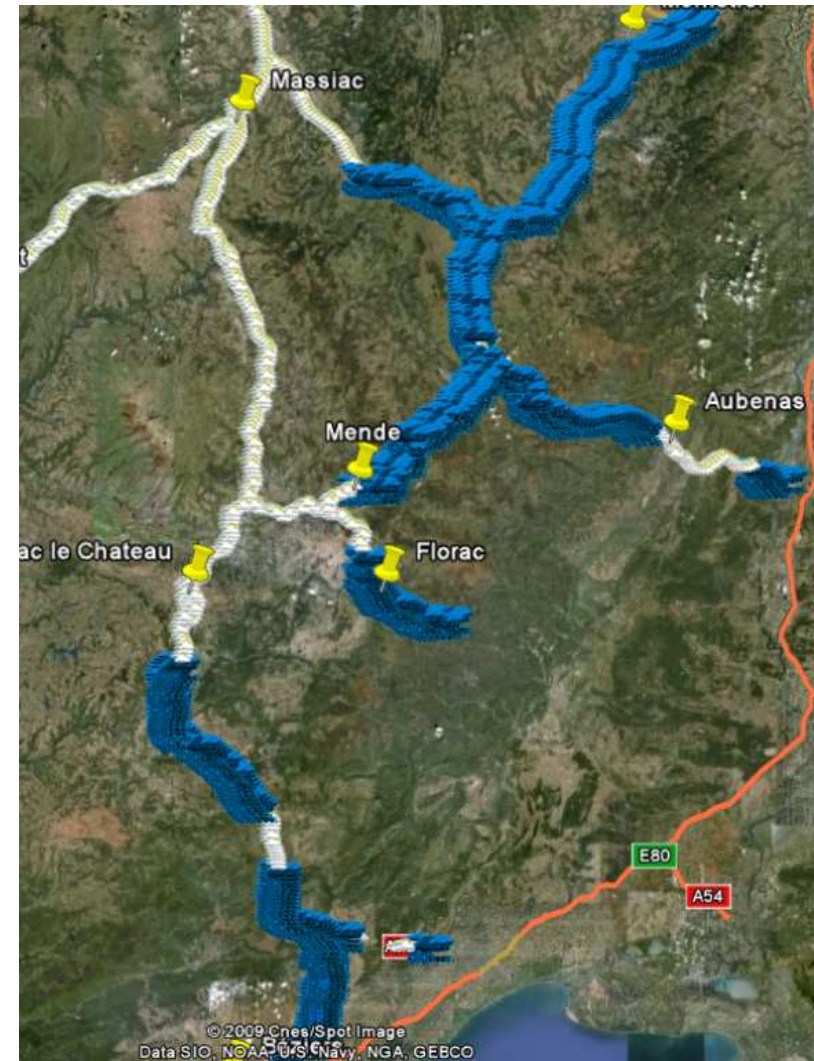 Massiac
t
Aubenas
Mende
ac le Chateau
Florac
E80
A54
© 2009 Cnes/Spot Image
Béziers
Data SIO, NOAA, U.S. Navy, NGA, GEBCO